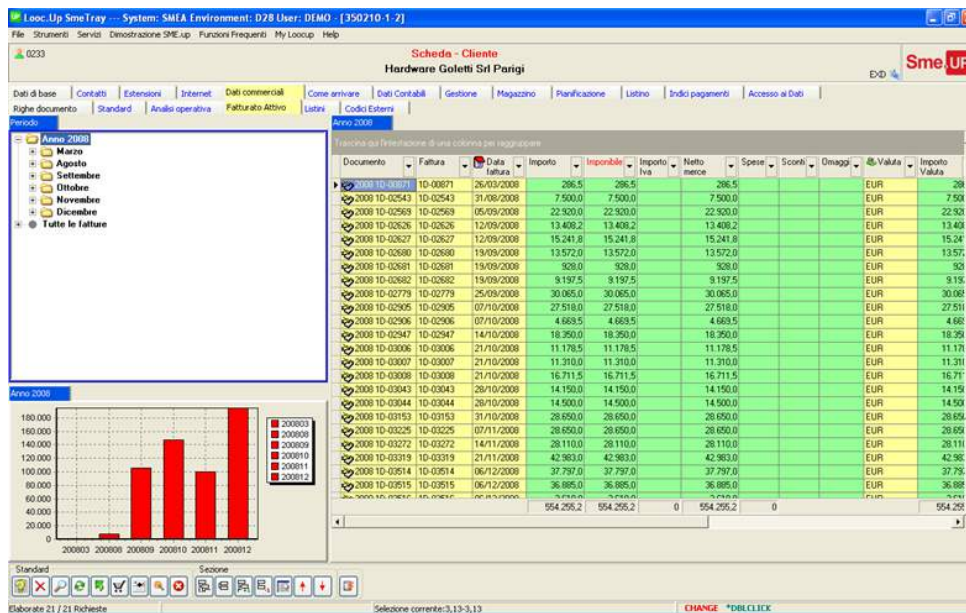 Looc.Up SmeTray --- System: SMEA Environment: D28 User: DEMO - [350210-1-2]
File Strumenti Servizi Dimostrazione SME.up Funzioni Frequenti My Loocup Help
0233
Scheda - Cliente
Hardware Goletti Srl Parigi
EXD
Sme.UP
Dati di base Contatti Estensioni Internet Dati commerciali Come arrivare Dati Contabili Gestione Magazzino Pianificazione Listino Indici pagamenti Accesso ai Dati
Righe documento Standard Analisi operativa Fatturato Attivo Listini Codici Esterni
Periodo
Anno 2008
Marzo
Agosto
Settembre
Ottobre
Novembre
Dicembre
Tutte le fatture
Anno 2008
Trascina qui l'intestazione di una colonna per raggruppare
Documento Fattura Data fattura Importo Imponibile Importo Iva Netto merce Spese Sconti Omaggi Valuta Importo Valuta
2008 1D-00871 1D-00871 26/03/2008 286,5 286,5 286,5 EUR
2008 1D-02543 1D-02543 31/08/2008 7.500,0 7.500,0 7.500,0 EUR
2008 1D-02569 1D-02569 05/09/2008 22.920,0 22.920,0 22.920,0 EUR
2008 1D-02626 1D-02626 12/09/2008 13.408,2 13.408,2 13.408,2 EUR
2008 1D-02627 1D-02627 12/09/2008 15.241,8 15.241,8 15.241,8 EUR
2008 1D-02680 1D-02680 19/09/2008 13.572,0 13.572,0 13.572,0 EUR
2008 1D-02681 1D-02681 19/09/2008 928,0 928,0 928,0 EUR
2008 1D-02682 1D-02682 19/09/2008 9.197,5 9.197,5 9.197,5 EUR
2008 1D-02779 1D-02779 25/09/2008 30.065,0 30.065,0 30.065,0 EUR
2008 1D-02905 1D-02905 07/10/2008 27.518,0 27.518,0 27.518,0 EUR
2008 1D-02906 1D-02906 07/10/2008 4.669,5 4.669,5 4.669,5 EUR
2008 1D-02947 1D-02947 14/10/2008 18.350,0 18.350,0 18.350,0 EUR
2008 1D-03006 1D-03006 21/10/2008 11.178,5 11.178,5 11.178,5 EUR
2008 1D-03007 1D-03007 21/10/2008 11.310,0 11.310,0 11.310,0 EUR
2008 1D-03008 1D-03008 21/10/2008 16.711,5 16.711,5 16.711,5 EUR
2008 1D-03043 1D-03043 28/10/2008 14.150,0 14.150,0 14.150,0 EUR
2008 1D-03044 1D-03044 28/10/2008 14.500,0 14.500,0 14.500,0 EUR
2008 1D-03153 1D-03153 31/10/2008 28.650,0 28.650,0 28.650,0 EUR
2008 1D-03225 1D-03225 07/11/2008 28.650,0 28.650,0 28.650,0 EUR
2008 1D-03272 1D-03272 14/11/2008 28.110,0 28.110,0 28.110,0 EUR
2008 1D-03319 1D-03319 21/11/2008 42.983,0 42.983,0 42.983,0 EUR
2008 1D-03514 1D-03514 06/12/2008 37.797,0 37.797,0 37.797,0 EUR
2008 1D-03515 1D-03515 06/12/2008 36.885,0 36.885,0 36.885,0 EUR
554.255,2 554.255,2 0 554.255,2 0
Anno 2008
180.000
160.000
140.000
120.000
100.000
80.000
60.000
40.000
20.000
0
200803 200808 200809 200810 200811 200812
200803
200808
200809
200810
200811
200812
Standard Sezione
Elaborate 21 / 21 Richieste Selezione corrente:3,13-3,13 CHANGE *DBLCLICK